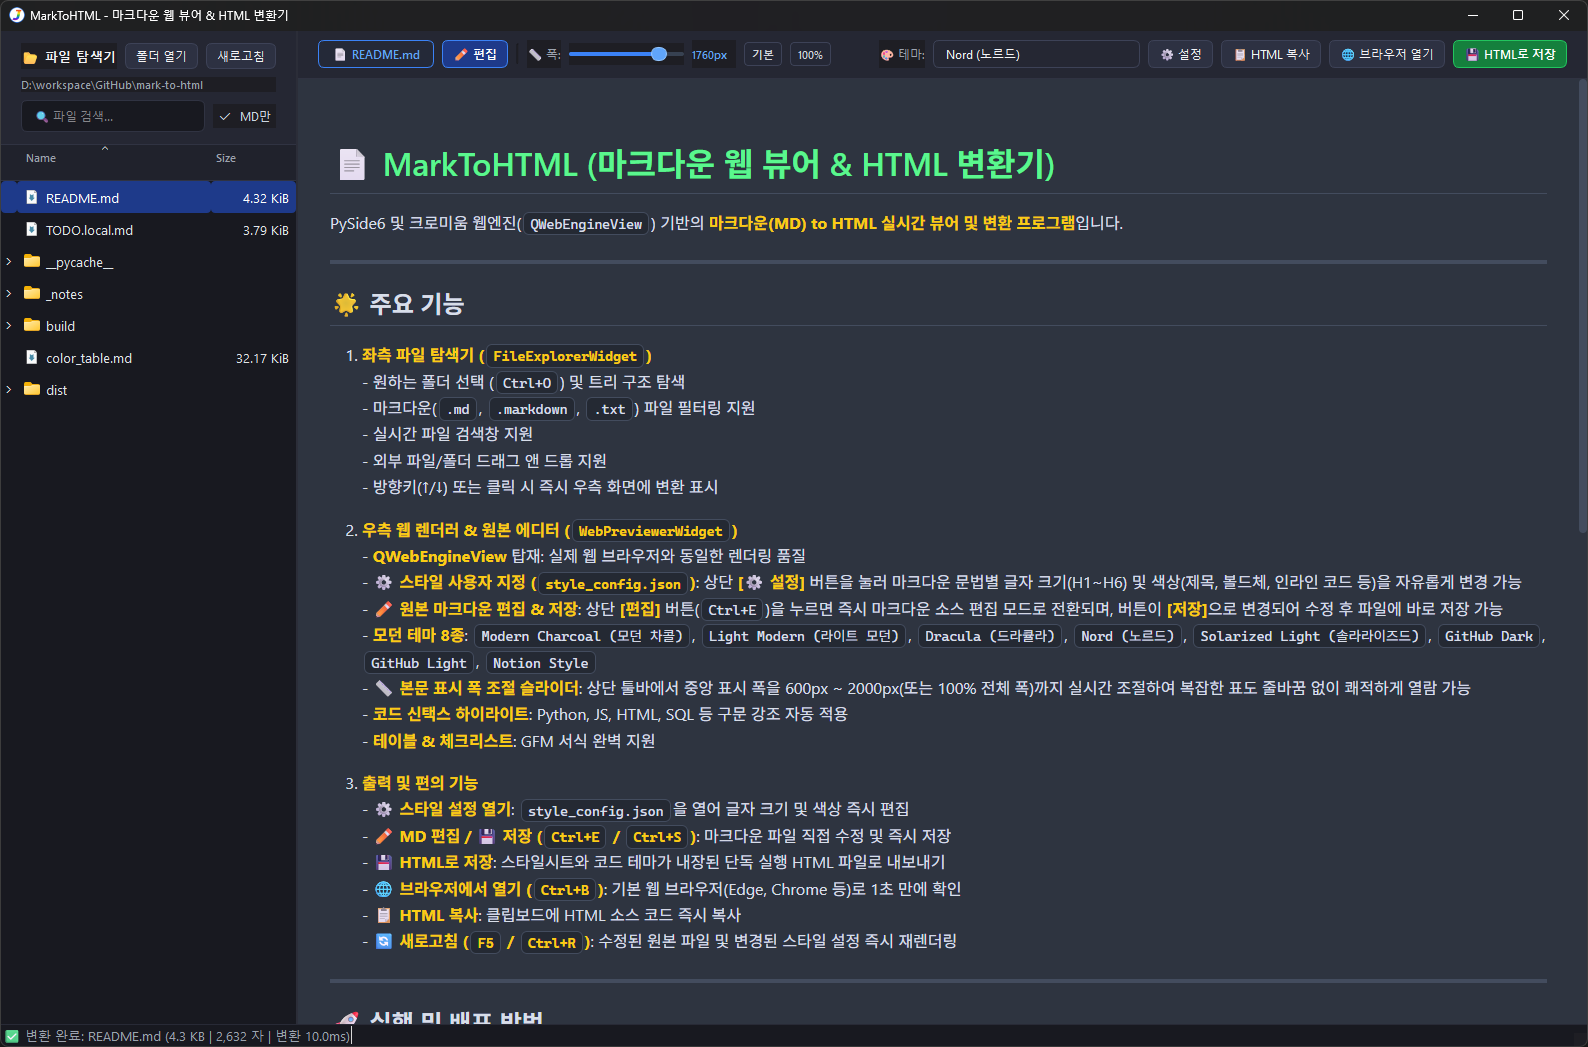 MarkToHTML - 마크다운 웹 뷰어 & HTML 변환기
파일 탐색기 폴더 열기 새로고침
D:\workspace\GitHub\mark-to-html
파일 검색... MD만
Name Size
README.md 4.32 KiB
TODO.local.md 3.79 KiB
__pycache__
_notes
build
color_table.md 32.17 KiB
dist
README.md 편집 폭: 1760px 기본 100% 테마: Nord (노르드) 설정 HTML 복사 브라우저 열기 HTML로 저장
MarkToHTML (마크다운 웹 뷰어 & HTML 변환기)
PySide6 및 크로미움 웹엔진( QWebEngineView ) 기반의 마크다운(MD) to HTML 실시간 뷰어 및 변환 프로그램입니다.
주요 기능
1. 좌측 파일 탐색기 ( FileExplorerWidget )
- 원하는 폴더 선택 ( Ctrl+O ) 및 트리 구조 탐색
- 마크다운( .md , .markdown , .txt ) 파일 필터링 지원
- 실시간 파일 검색창 지원
- 외부 파일/폴더 드래그 앤 드롭 지원
- 방향키(↑/↓) 또는 클릭 시 즉시 우측 화면에 변환 표시
2. 우측 웹 렌더러 & 원본 에디터 ( WebPreviewerWidget )
- QWebEngineView 탑재: 실제 웹 브라우저와 동일한 렌더링 품질
- ⚙️ 스타일 사용자 지정 ( style_config.json ): 상단 [⚙️ 설정] 버튼을 눌러 마크다운 문법별 글자 크기(H1~H6) 및 색상(제목, 볼드체, 인라인 코드 등)을 자유롭게 변경 가능
- 원본 마크다운 편집 & 저장: 상단 [편집] 버튼( Ctrl+E )을 누르면 즉시 마크다운 소스 편집 모드로 전환되며, 버튼이 [저장]으로 변경되어 수정 후 파일에 바로 저장 가능
- 모던 테마 8종: Modern Charcoal (모던 차콜) , Light Modern (라이트 모던) , Dracula (드라큘라) , Nord (노르드) , Solarized Light (솔라라이즈드) , GitHub Dark ,
GitHub Light , Notion Style
- 본문 표시 폭 조절 슬라이더: 상단 툴바에서 중앙 표시 폭을 600px ~ 2000px(또는 100% 전체 폭)까지 실시간 조절하여 복잡한 표도 줄바꿈 없이 쾌적하게 열람 가능
- 코드 신택스 하이라이트: Python, JS, HTML, SQL 등 구문 강조 자동 적용
- 테이블 & 체크리스트: GFM 서식 완벽 지원
3. 출력 및 편의 기능
- ⚙️ 스타일 설정 열기: style_config.json 을 열어 글자 크기 및 색상 즉시 편집
- MD 편집 / 저장 ( Ctrl+E / Ctrl+S ): 마크다운 파일 직접 수정 및 즉시 저장
- HTML로 저장: 스타일시트와 코드 테마가 내장된 단독 실행 HTML 파일로 내보내기
- 브라우저에서 열기 ( Ctrl+B ): 기본 웹 브라우저(Edge, Chrome 등)로 1초 만에 확인
- HTML 복사: 클립보드에 HTML 소스 코드 즉시 복사
- 새로고침 ( F5 / Ctrl+R ): 수정된 원본 파일 및 변경된 스타일 설정 즉시 재렌더링
실행 및 배포 방법
변환 완료: README.md (4.3 KB | 2,632 자 | 변환 10.0ms)